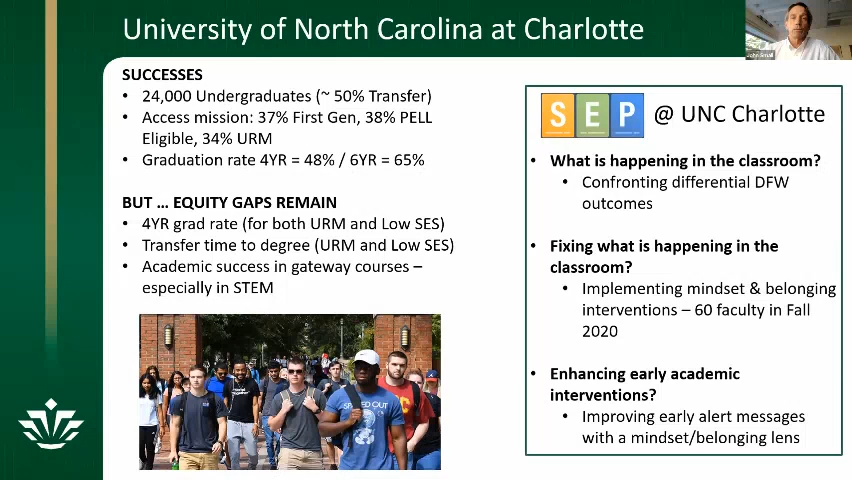 University of North Carolina at Charlotte
John Small
SUCCESSES
• 24,000 Undergraduates (~ 50% Transfer)
• Access mission: 37% First Gen, 38% PELL
Eligible, 34% URM
• Graduation rate 4YR = 48% / 6YR = 65%
BUT … EQUITY GAPS REMAIN
• 4YR grad rate (for both URM and Low SES)
• Transfer time to degree (URM and Low SES)
• Academic success in gateway courses –
especially in STEM
SEP @ UNC Charlotte
• What is happening in the classroom?
• Confronting differential DFW
outcomes
• Fixing what is happening in the
classroom?
• Implementing mindset & belonging
interventions – 60 faculty in Fall
2020
• Enhancing early academic
interventions?
• Improving early alert messages
with a mindset/belonging lens